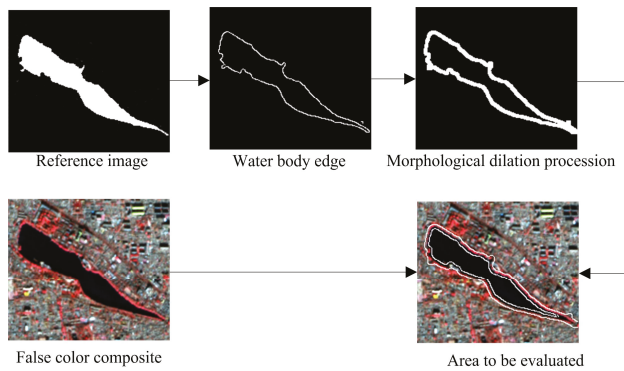 Reference image
Water body edge
Morphological dilation procession
False color composite
Area to be evaluated